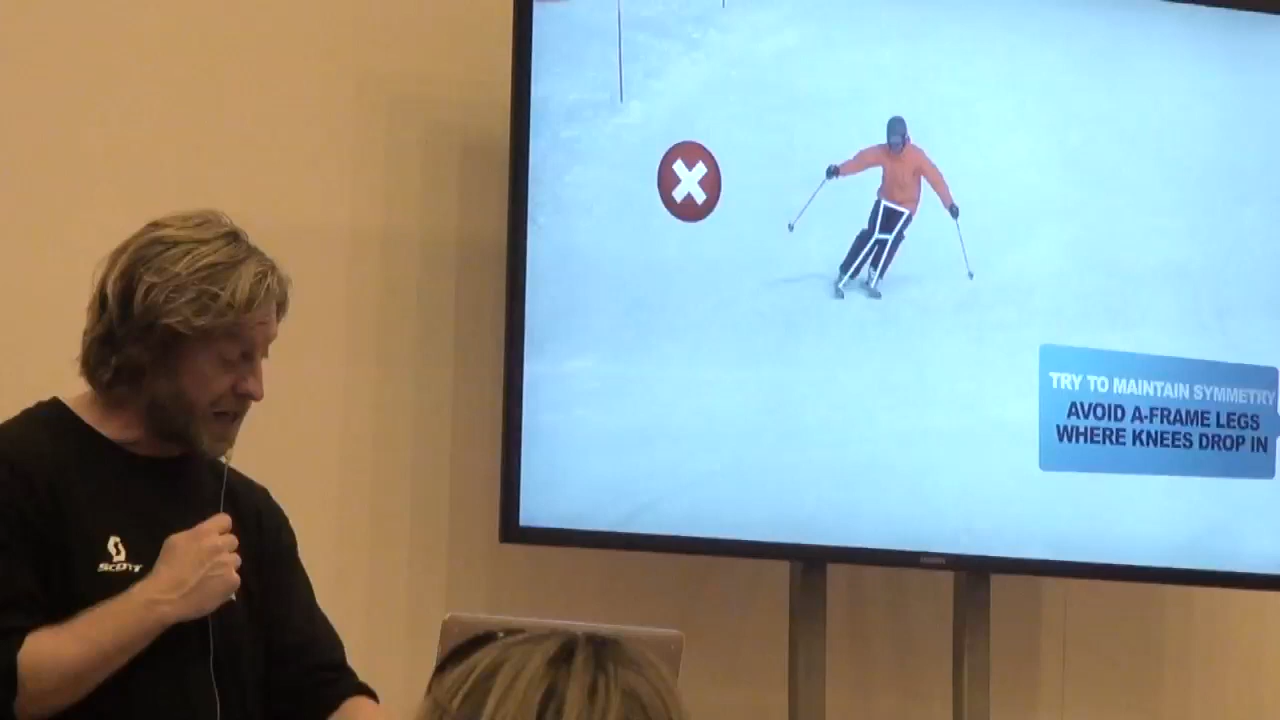 TRY TO MAINTAIN SYMMETRY
AVOID A-FRAME LEGS
WHERE KNEES DROP IN
SCOTT